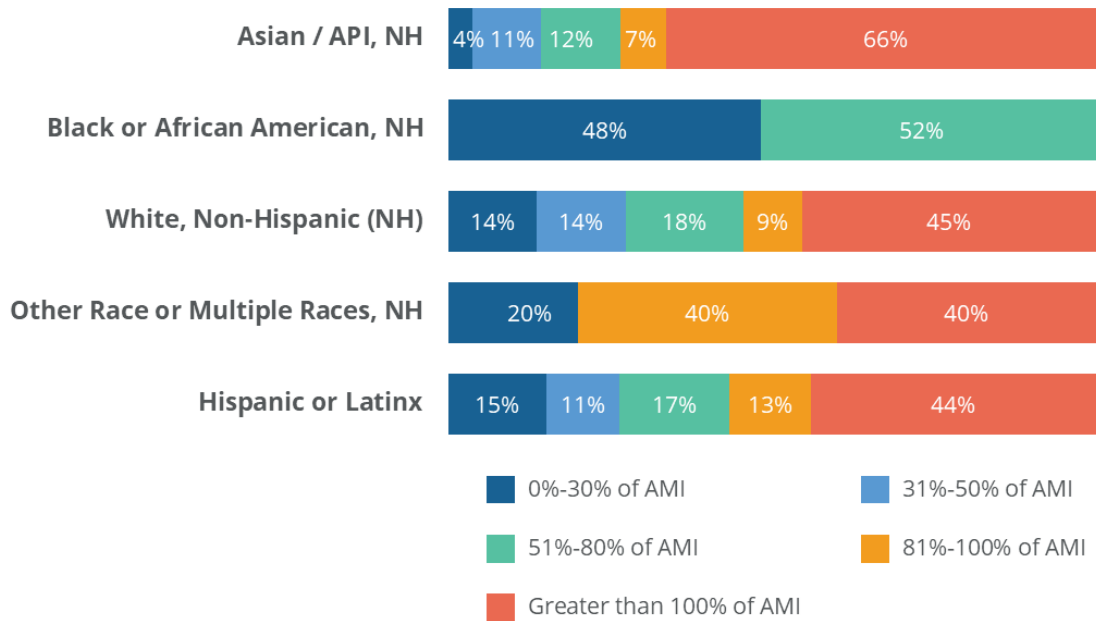 Asian / API, NH 4% 11% 12% 7% 66%
Black or African American, NH 48% 52%
White, Non-Hispanic (NH) 14% 14% 18% 9% 45%
Other Race or Multiple Races, NH 20% 40% 40%
Hispanic or Latinx 15% 11% 17% 13% 44%
0%-30% of AMI 31%-50% of AMI
51%-80% of AMI 81%-100% of AMI
Greater than 100% of AMI